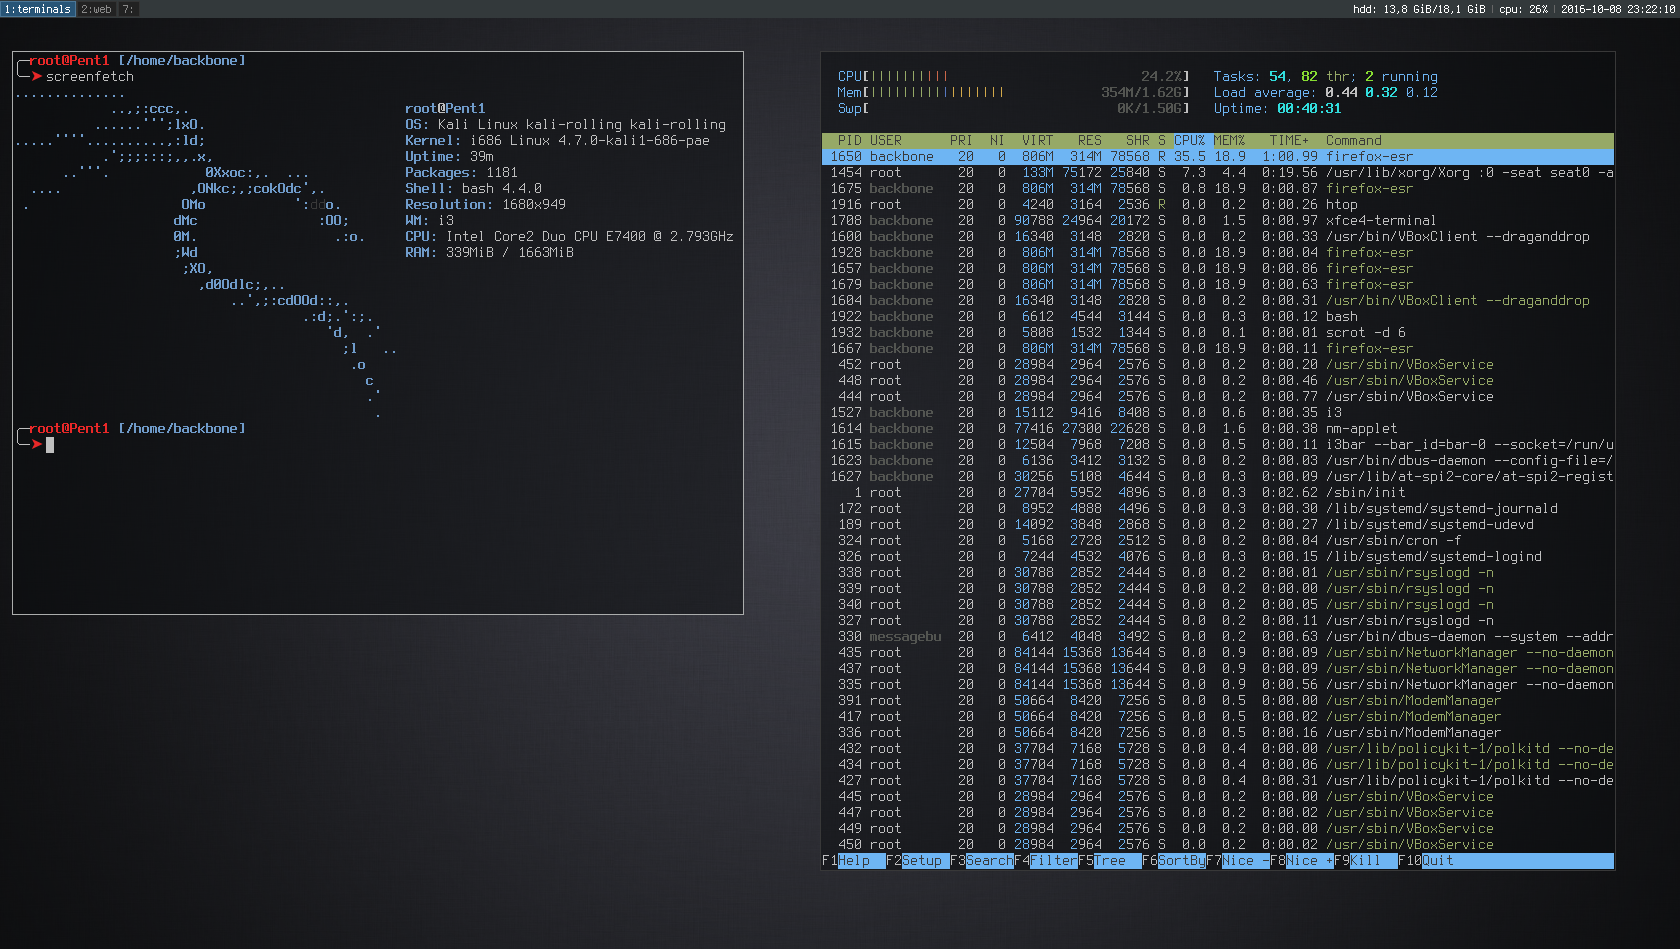 1:terminals 2:web 7:
hdd: 13,8 GiB/18,1 GiB | cpu: 26% | 2016-10-08 23:22:10
root@Pent1 [/home/backbone]
screenfetch
root@Pent1
OS: Kali Linux kali-rolling kali-rolling
Kernel: i686 Linux 4.7.0-kali1-686-pae
Uptime: 39m
Packages: 1181
Shell: bash 4.4.0
Resolution: 1680x949
WM: i3
CPU: Intel Core2 Duo CPU E7400 @ 2.793GHz
RAM: 339MiB / 1663MiB
root@Pent1 [/home/backbone]
CPU[|||||||||| 24.2%] Tasks: 54, 82 thr; 2 running
Mem[||||||||||||||||| 354M/1.62G] Load average: 0.44 0.32 0.12
Swp[ 0K/1.50G] Uptime: 00:40:31
PID USER PRI NI VIRT RES SHR S CPU% MEM% TIME+ Command
1650 backbone 20 0 806M 314M 78568 R 35.5 18.9 1:00.99 firefox-esr
1454 root 20 0 133M 75172 25840 S 7.3 4.4 0:19.56 /usr/lib/xorg/Xorg :0 -seat seat0 -a
1675 backbone 20 0 806M 314M 78568 S 0.8 18.9 0:00.87 firefox-esr
1916 root 20 0 4240 3164 2536 R 0.0 0.2 0:00.26 htop
1708 backbone 20 0 90788 24964 20172 S 0.0 1.5 0:00.97 xfce4-terminal
1600 backbone 20 0 16340 3148 2820 S 0.0 0.2 0:00.33 /usr/bin/VBoxClient --draganddrop
1928 backbone 20 0 806M 314M 78568 S 0.0 18.9 0:00.04 firefox-esr
1657 backbone 20 0 806M 314M 78568 S 0.0 18.9 0:00.86 firefox-esr
1679 backbone 20 0 806M 314M 78568 S 0.0 18.9 0:00.63 firefox-esr
1604 backbone 20 0 16340 3148 2820 S 0.0 0.2 0:00.31 /usr/bin/VBoxClient --draganddrop
1922 backbone 20 0 6612 4544 3144 S 0.0 0.3 0:00.12 bash
1932 backbone 20 0 5808 1532 1344 S 0.0 0.1 0:00.01 scrot -d 6
1667 backbone 20 0 806M 314M 78568 S 0.0 18.9 0:00.11 firefox-esr
452 root 20 0 28984 2964 2576 S 0.0 0.2 0:00.20 /usr/sbin/VBoxService
448 root 20 0 28984 2964 2576 S 0.0 0.2 0:00.46 /usr/sbin/VBoxService
444 root 20 0 28984 2964 2576 S 0.0 0.2 0:00.77 /usr/sbin/VBoxService
1527 backbone 20 0 15112 9416 8408 S 0.0 0.6 0:00.35 i3
1614 backbone 20 0 77416 27300 22628 S 0.0 1.6 0:00.38 nm-applet
1615 backbone 20 0 12504 7968 7208 S 0.0 0.5 0:00.11 i3bar --bar_id=bar-0 --socket=/run/u
1623 backbone 20 0 6136 3412 3132 S 0.0 0.2 0:00.03 /usr/bin/dbus-daemon --config-file=/
1627 backbone 20 0 30256 5108 4644 S 0.0 0.3 0:00.09 /usr/lib/at-spi2-core/at-spi2-regist
1 root 20 0 27704 5952 4896 S 0.0 0.3 0:02.62 /sbin/init
172 root 20 0 8952 4888 4496 S 0.0 0.3 0:00.30 /lib/systemd/systemd-journald
189 root 20 0 14092 3848 2868 S 0.0 0.2 0:00.27 /lib/systemd/systemd-udevd
324 root 20 0 5168 2728 2512 S 0.0 0.2 0:00.04 /usr/sbin/cron -f
326 root 20 0 7244 4532 4076 S 0.0 0.3 0:00.15 /lib/systemd/systemd-logind
338 root 20 0 30788 2852 2444 S 0.0 0.2 0:00.01 /usr/sbin/rsyslogd -n
339 root 20 0 30788 2852 2444 S 0.0 0.2 0:00.00 /usr/sbin/rsyslogd -n
340 root 20 0 30788 2852 2444 S 0.0 0.2 0:00.05 /usr/sbin/rsyslogd -n
327 root 20 0 30788 2852 2444 S 0.0 0.2 0:00.11 /usr/sbin/rsyslogd -n
330 messagebu 20 0 6412 4048 3492 S 0.0 0.2 0:00.63 /usr/bin/dbus-daemon --system --addr
435 root 20 0 84144 15368 13644 S 0.0 0.9 0:00.09 /usr/sbin/NetworkManager --no-daemon
437 root 20 0 84144 15368 13644 S 0.0 0.9 0:00.09 /usr/sbin/NetworkManager --no-daemon
335 root 20 0 84144 15368 13644 S 0.0 0.9 0:00.56 /usr/sbin/NetworkManager --no-daemon
391 root 20 0 50664 8420 7256 S 0.0 0.5 0:00.00 /usr/sbin/ModemManager
417 root 20 0 50664 8420 7256 S 0.0 0.5 0:00.02 /usr/sbin/ModemManager
336 root 20 0 50664 8420 7256 S 0.0 0.5 0:00.16 /usr/sbin/ModemManager
432 root 20 0 37704 7168 5728 S 0.0 0.4 0:00.00 /usr/lib/policykit-1/polkitd --no-de
434 root 20 0 37704 7168 5728 S 0.0 0.4 0:00.06 /usr/lib/policykit-1/polkitd --no-de
427 root 20 0 37704 7168 5728 S 0.0 0.4 0:00.31 /usr/lib/policykit-1/polkitd --no-de
445 root 20 0 28984 2964 2576 S 0.0 0.2 0:00.00 /usr/sbin/VBoxService
447 root 20 0 28984 2964 2576 S 0.0 0.2 0:00.02 /usr/sbin/VBoxService
449 root 20 0 28984 2964 2576 S 0.0 0.2 0:00.00 /usr/sbin/VBoxService
450 root 20 0 28984 2964 2576 S 0.0 0.2 0:00.02 /usr/sbin/VBoxService
F1Help F2Setup F3SearchF4FilterF5Tree F6SortByF7Nice -F8Nice +F9Kill F10Quit